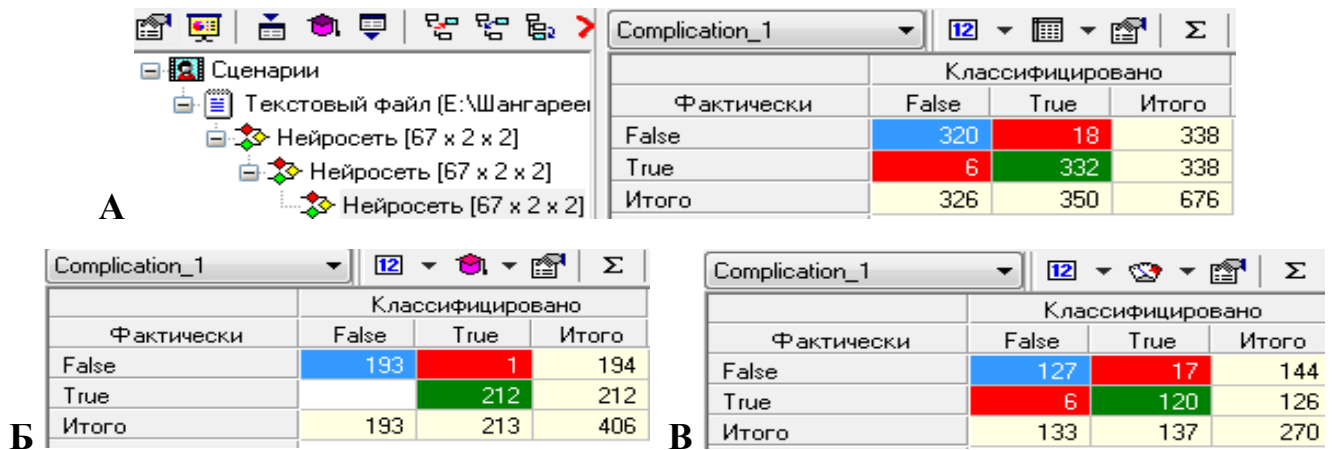 Сценарии
Текстовый файл (E:\Шангареев
Нейросеть [67 x 2 x 2]
Нейросеть [67 x 2 x 2]
Нейросеть [67 x 2 x 2]
А
Complication_1 12 Σ
Классифицировано
Фактически False True Итого
False 320 18 338
True 6 332 338
Итого 326 350 676
Complication_1 12 Σ
Классифицировано
Фактически False True Итого
False 193 1 194
True 212 212
Итого 193 213 406
Б
Complication_1 12 Σ
Классифицировано
Фактически False True Итого
False 127 17 144
True 6 120 126
Итого 133 137 270
В